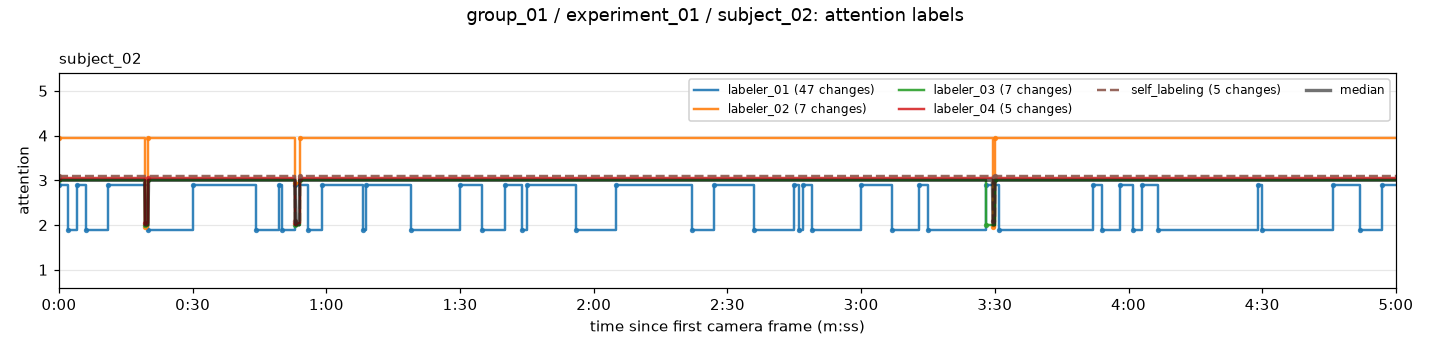 group_01 / experiment_01 / subject_02: attention labels
subject_02
labeler_01 (47 changes)
labeler_02 (7 changes)
labeler_03 (7 changes)
labeler_04 (5 changes)
self_labeling (5 changes)
median
attention
5
4
3
2
1
0:00 0:30 1:00 1:30 2:00 2:30 3:00 3:30 4:00 4:30 5:00
time since first camera frame (m:ss)